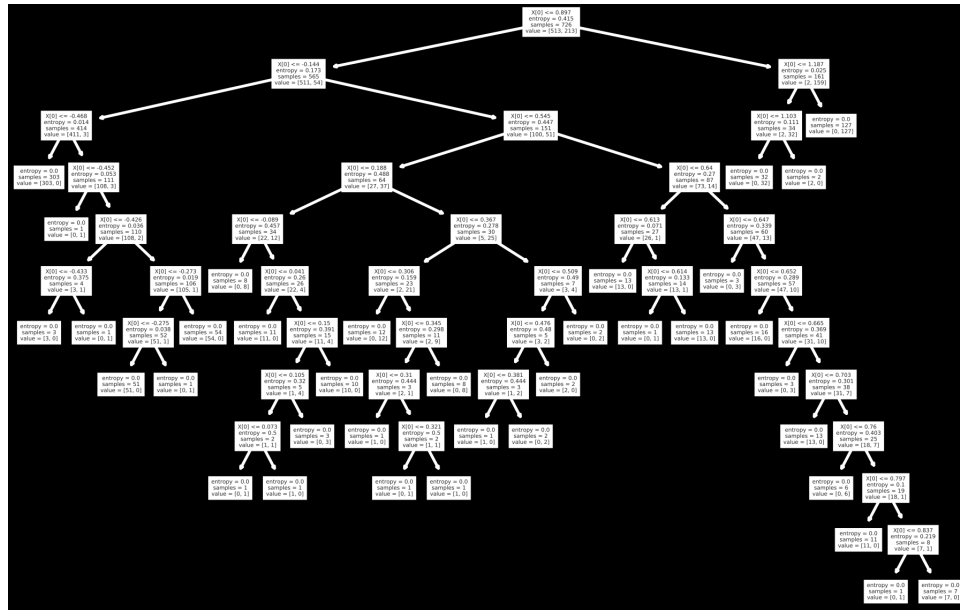 X[0] <= 0.897
entropy = 0.415
samples = 726
value = [513, 213]
X[0] <= -0.144
entropy = 0.173
samples = 565
value = [511, 54]
X[0] <= 1.187
entropy = 0.025
samples = 161
value = [2, 159]
X[0] <= -0.468
entropy = 0.014
samples = 414
value = [411, 3]
X[0] <= 0.545
entropy = 0.447
samples = 151
value = [100, 51]
X[0] <= 1.103
entropy = 0.111
samples = 34
value = [2, 32]
entropy = 0.0
samples = 127
value = [0, 127]
entropy = 0.0
samples = 303
value = [303, 0]
X[0] <= -0.452
entropy = 0.053
samples = 111
value = [108, 3]
X[0] <= 0.188
entropy = 0.488
samples = 64
value = [27, 37]
X[0] <= 0.64
entropy = 0.27
samples = 87
value = [73, 14]
entropy = 0.0
samples = 32
value = [0, 32]
entropy = 0.0
samples = 2
value = [2, 0]
entropy = 0.0
samples = 1
value = [0, 1]
X[0] <= -0.426
entropy = 0.036
samples = 110
value = [108, 2]
X[0] <= -0.089
entropy = 0.457
samples = 34
value = [22, 12]
X[0] <= 0.367
entropy = 0.278
samples = 30
value = [5, 25]
X[0] <= 0.613
entropy = 0.071
samples = 27
value = [26, 1]
X[0] <= 0.647
entropy = 0.339
samples = 60
value = [47, 13]
X[0] <= -0.433
entropy = 0.375
samples = 4
value = [3, 1]
X[0] <= -0.273
entropy = 0.019
samples = 106
value = [105, 1]
entropy = 0.0
samples = 8
value = [0, 8]
X[0] <= 0.041
entropy = 0.26
samples = 26
value = [22, 4]
X[0] <= 0.306
entropy = 0.159
samples = 23
value = [2, 21]
X[0] <= 0.509
entropy = 0.49
samples = 7
value = [3, 4]
entropy = 0.0
samples = 13
value = [13, 0]
X[0] <= 0.614
entropy = 0.133
samples = 14
value = [13, 1]
entropy = 0.0
samples = 3
value = [0, 3]
X[0] <= 0.652
entropy = 0.289
samples = 57
value = [47, 10]
entropy = 0.0
samples = 3
value = [3, 0]
entropy = 0.0
samples = 1
value = [0, 1]
X[0] <= -0.275
entropy = 0.038
samples = 52
value = [51, 1]
entropy = 0.0
samples = 54
value = [54, 0]
entropy = 0.0
samples = 11
value = [11, 0]
X[0] <= 0.15
entropy = 0.391
samples = 15
value = [11, 4]
entropy = 0.0
samples = 12
value = [0, 12]
X[0] <= 0.345
entropy = 0.298
samples = 11
value = [2, 9]
X[0] <= 0.476
entropy = 0.48
samples = 5
value = [3, 2]
entropy = 0.0
samples = 2
value = [0, 2]
entropy = 0.0
samples = 1
value = [0, 1]
entropy = 0.0
samples = 13
value = [13, 0]
entropy = 0.0
samples = 16
value = [16, 0]
X[0] <= 0.665
entropy = 0.369
samples = 41
value = [31, 10]
entropy = 0.0
samples = 51
value = [51, 0]
entropy = 0.0
samples = 1
value = [0, 1]
X[0] <= 0.105
entropy = 0.32
samples = 5
value = [1, 4]
entropy = 0.0
samples = 10
value = [10, 0]
X[0] <= 0.31
entropy = 0.444
samples = 3
value = [2, 1]
entropy = 0.0
samples = 8
value = [0, 8]
X[0] <= 0.381
entropy = 0.444
samples = 3
value = [1, 2]
entropy = 0.0
samples = 2
value = [2, 0]
entropy = 0.0
samples = 3
value = [0, 3]
X[0] <= 0.703
entropy = 0.301
samples = 38
value = [31, 7]
X[0] <= 0.073
entropy = 0.5
samples = 2
value = [1, 1]
entropy = 0.0
samples = 3
value = [0, 3]
entropy = 0.0
samples = 1
value = [1, 0]
X[0] <= 0.321
entropy = 0.5
samples = 2
value = [1, 1]
entropy = 0.0
samples = 1
value = [1, 0]
entropy = 0.0
samples = 2
value = [0, 2]
entropy = 0.0
samples = 13
value = [13, 0]
X[0] <= 0.76
entropy = 0.403
samples = 25
value = [18, 7]
entropy = 0.0
samples = 1
value = [0, 1]
entropy = 0.0
samples = 1
value = [1, 0]
entropy = 0.0
samples = 1
value = [0, 1]
entropy = 0.0
samples = 1
value = [1, 0]
entropy = 0.0
samples = 6
value = [0, 6]
X[0] <= 0.797
entropy = 0.1
samples = 19
value = [18, 1]
entropy = 0.0
samples = 11
value = [11, 0]
X[0] <= 0.837
entropy = 0.219
samples = 8
value = [7, 1]
entropy = 0.0
samples = 1
value = [0, 1]
entropy = 0.0
samples = 7
value = [7, 0]